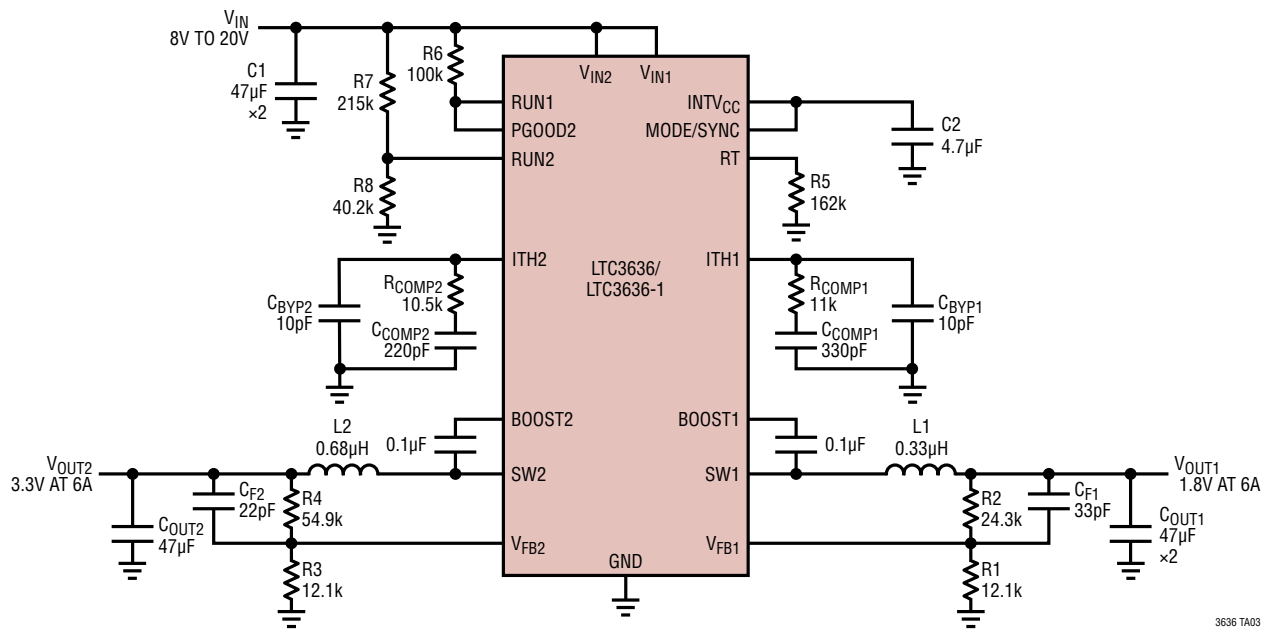 VIN
8V TO 20V
C1
47µF
×2
R7
215k
R6
100k
R8
40.2k
VIN2
VIN1
RUN1
PGOOD2
RUN2
INTVCC
MODE/SYNC
RT
C2
4.7µF
R5
162k
ITH2
ITH1
LTC3636/
LTC3636-1
CBYP2
10pF
RCOMP2
10.5k
CCOMP2
220pF
RCOMP1
11k
CCOMP1
330pF
CBYP1
10pF
BOOST2
BOOST1
L2
0.68µH
0.1µF
0.1µF
L1
0.33µH
VOUT2
3.3V AT 6A
SW2
SW1
VOUT1
1.8V AT 6A
COUT2
47µF
CF2
22pF
R4
54.9k
R2
24.3k
CF1
33pF
COUT1
47µF
×2
VFB2
VFB1
R3
12.1k
GND
R1
12.1k
3636 TA03